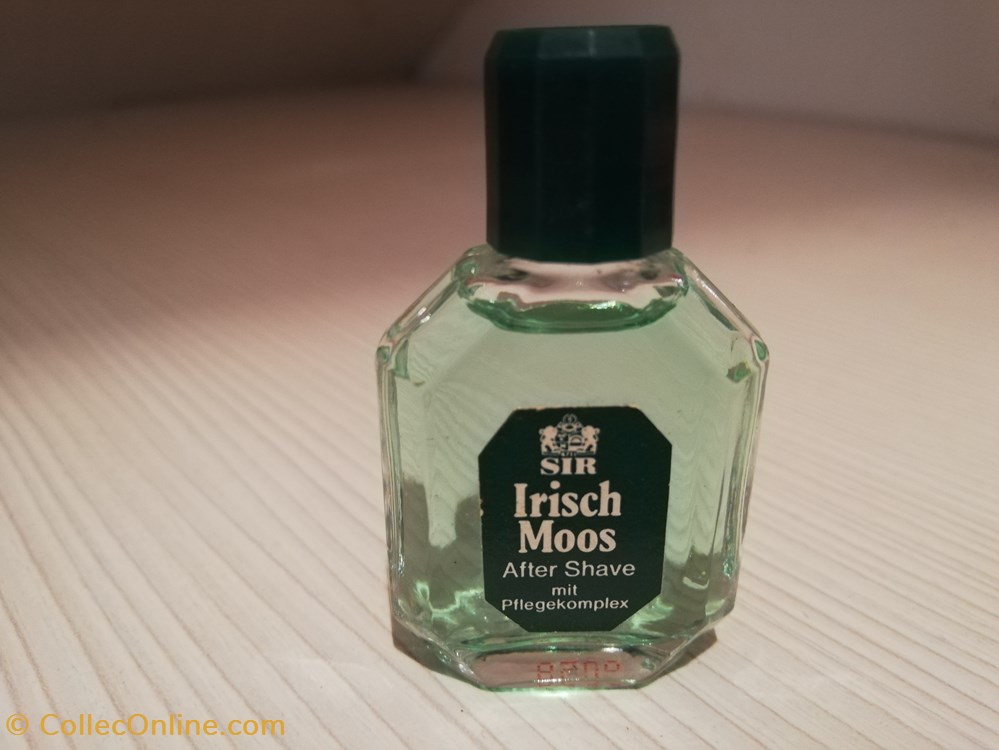 SIR
Irisch
Moos
After Shave
mit
Pflegekomplex
© CollecOnline.com